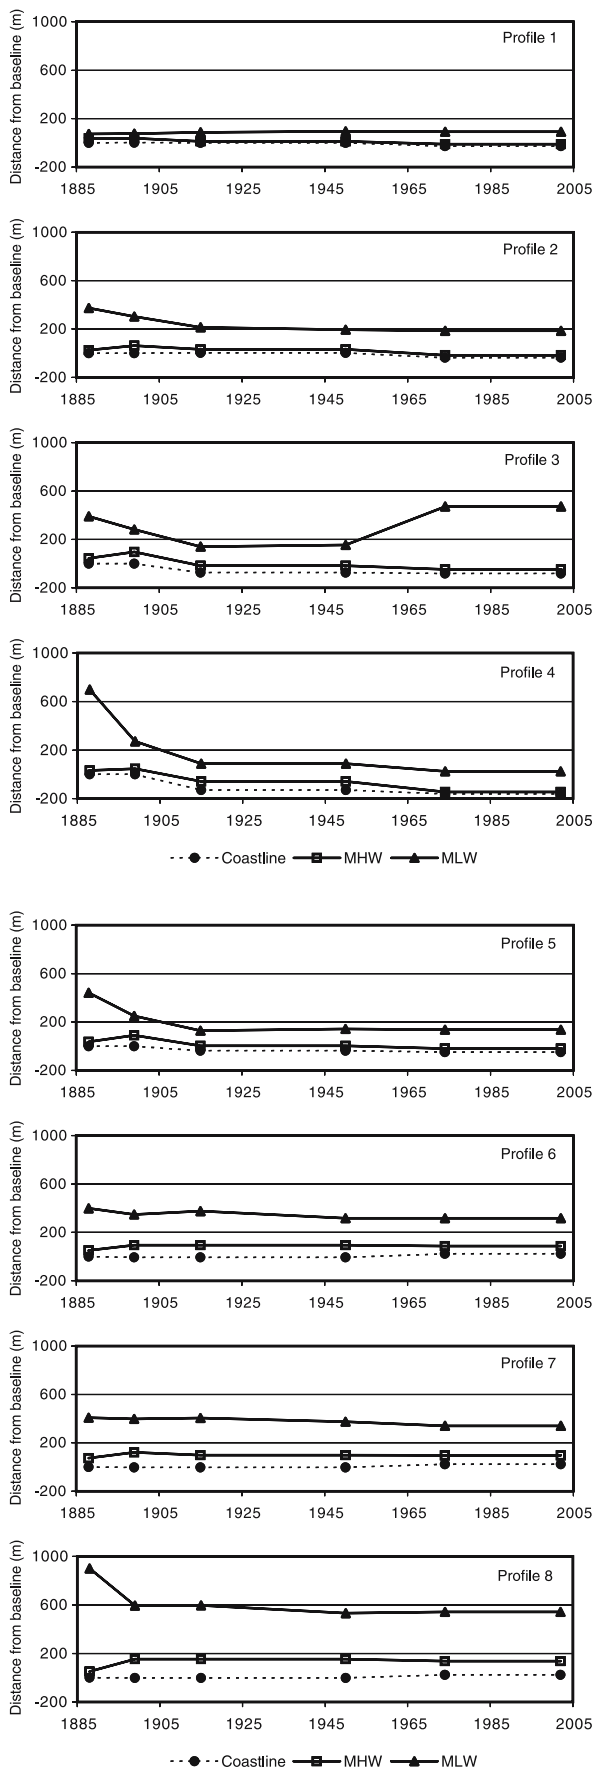 Distance from baseline (m)
1000
600
200
-200
Profile 1
1885 1905 1925 1945 1965 1985 2005
Distance from baseline (m)
1000
600
200
-200
Profile 2
1885 1905 1925 1945 1965 1985 2005
Distance from baseline (m)
1000
600
200
-200
Profile 3
1885 1905 1925 1945 1965 1985 2005
Distance from baseline (m)
1000
600
200
-200
Profile 4
1885 1905 1925 1945 1965 1985 2005
Coastline MHW MLW
Distance from baseline (m)
1000
600
200
-200
Profile 5
1885 1905 1925 1945 1965 1985 2005
Distance from baseline (m)
1000
600
200
-200
Profile 6
1885 1905 1925 1945 1965 1985 2005
Distance from baseline (m)
1000
600
200
-200
Profile 7
1885 1905 1925 1945 1965 1985 2005
Distance from baseline (m)
1000
600
200
-200
Profile 8
1885 1905 1925 1945 1965 1985 2005
Coastline MHW MLW